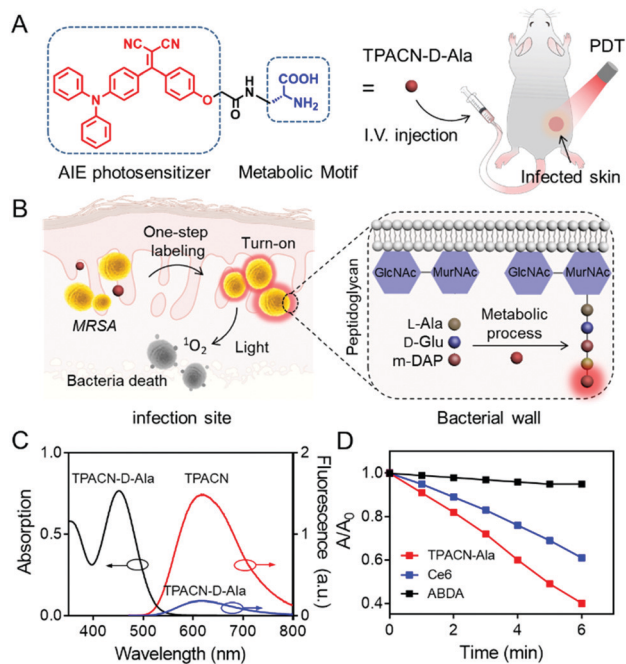 A
CN CN
COOH
H
N
N
O
O
NH2
AIE photosensitizer
Metabolic Motif
TPACN-D-Ala
=
I.V. injection
PDT
Infected skin
B
One-step
labeling
Turn-on
MRSA
1O2
Light
Bacteria death
infection site
Peptidoglycan
GlcNAc MurNAc GlcNAc MurNAc
L-Ala
D-Glu
m-DAP
Metabolic
process
Bacterial wall
C
1.0
0.5
0.0
Absorption
TPACN-D-Ala
TPACN
TPACN-D-Ala
2
1
0
Fluorescence (a.u.)
400 500 600 700 800
Wavelength (nm)
D
1.0
0.8
0.6
0.4
A/A0
TPACN-Ala
Ce6
ABDA
0 2 4 6
Time (min)